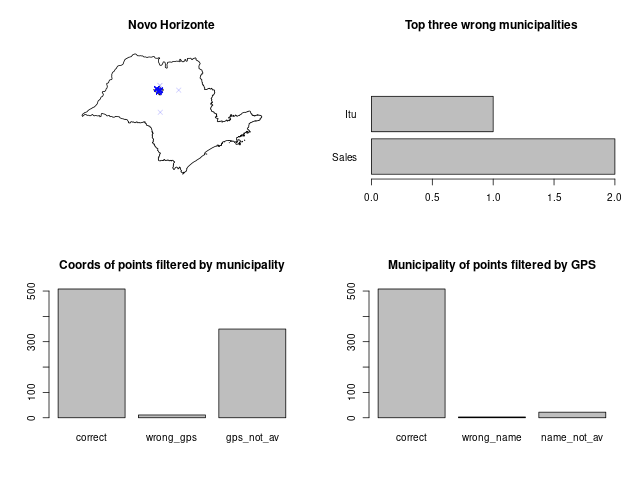 Novo Horizonte
Top three wrong municipalities
Itu
Sales
0.0 0.5 1.0 1.5 2.0
Coords of points filtered by municipality
500
300
100
0
correct wrong_gps gps_not_av
Municipality of points filtered by GPS
500
300
100
0
correct wrong_name name_not_av